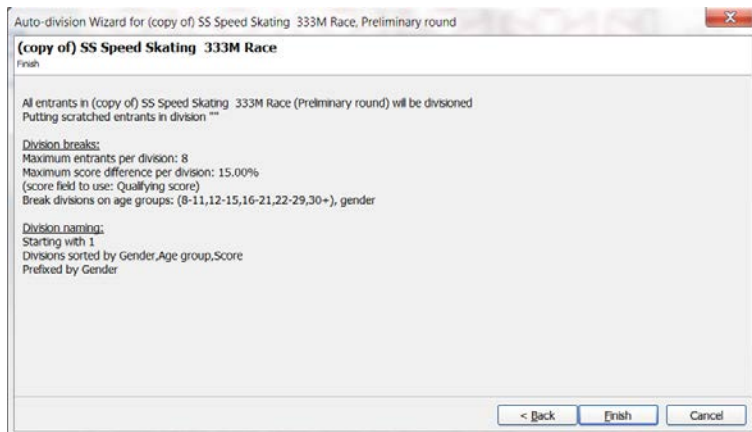 Auto-division Wizard for (copy of) SS Speed Skating  333M Race, Preliminary round
(copy of) SS Speed Skating  333M Race
Finish
All entrants in (copy of) SS Speed Skating  333M Race (Preliminary round) will be divisioned
Putting scratched entrants in division ""
Division breaks:
Maximum entrants per division: 8
Maximum score difference per division: 15.00%
(score field to use: Qualifying score)
Break divisions on age groups: (8-11,12-15,16-21,22-29,30+), gender
Division naming:
Starting with 1
Divisions sorted by Gender,Age group,Score
Prefixed by Gender
< Back
Finish
Cancel